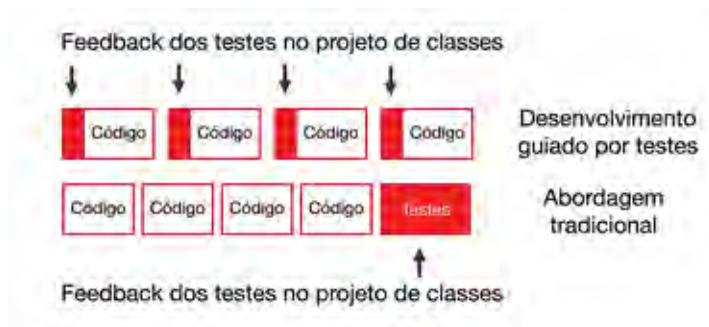 Feedback dos testes no projeto de classes
Código Código Código Código
Desenvolvimento
guiado por testes
Código Código Código Código testes
Abordagem
tradicional
Feedback dos testes no projeto de classes